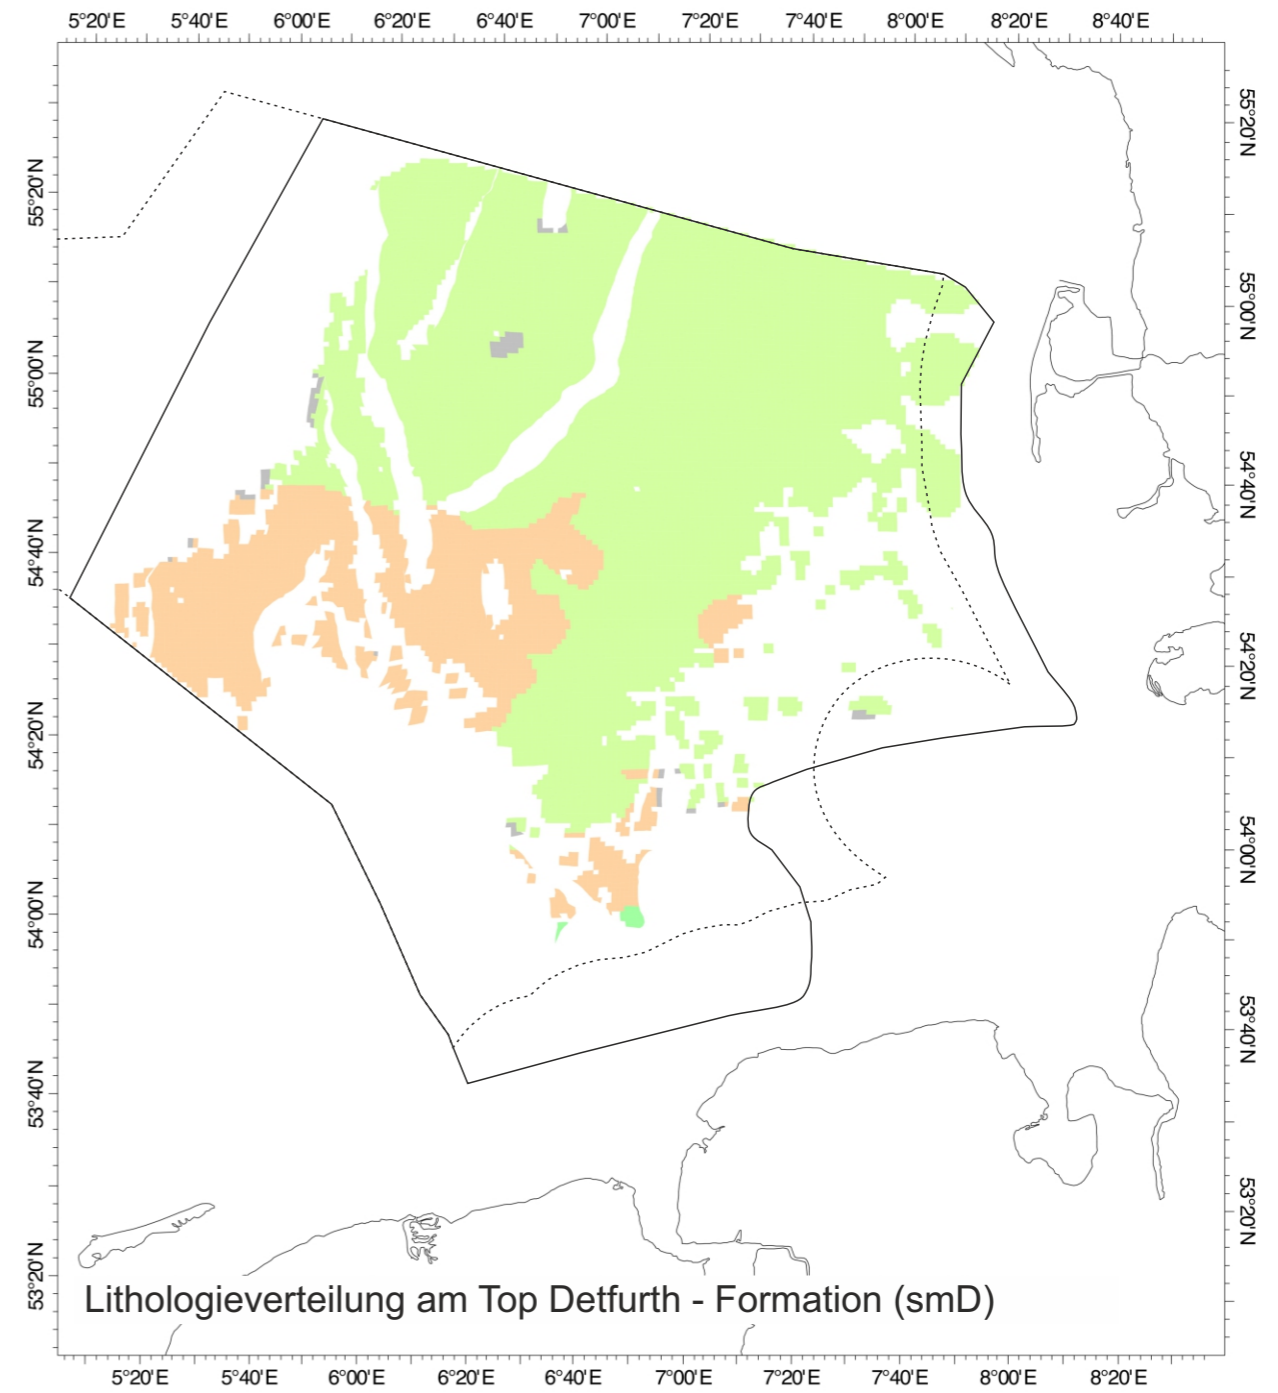 5°20'E 5°40'E 6°00'E 6°20'E 6°40'E 7°00'E 7°20'E 7°40'E 8°00'E 8°20'E 8°40'E
55°20'N
55°00'N
54°40'N
54°20'N
54°00'N
53°40'N
53°20'N
55°20'N
55°00'N
54°40'N
54°20'N
54°00'N
53°40'N
53°20'N
Lithologieverteilung am Top Detfurth - Formation (smD)
5°20'E 5°40'E 6°00'E 6°20'E 6°40'E 7°00'E 7°20'E 7°40'E 8°00'E 8°20'E